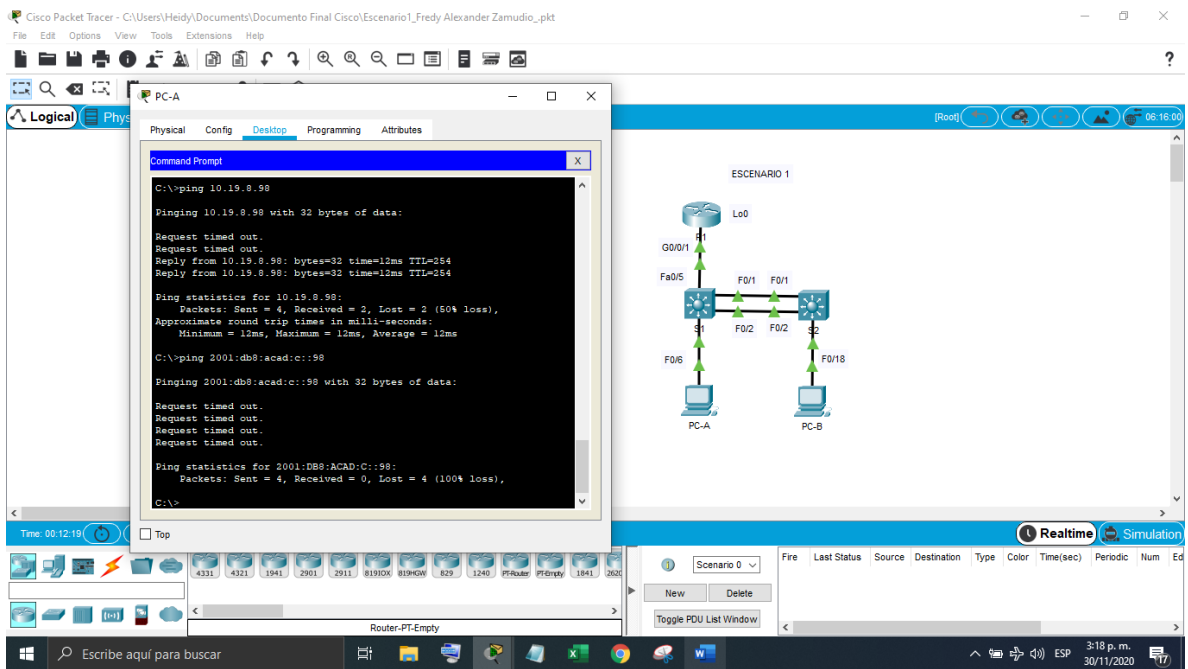 Cisco Packet Tracer - C:\Users\Heidy\Documents\Documento Final Cisco\Escenario1_Fredy Alexander Zamudio_.pkt
File Edit Options View Tools Extensions Help
?
PC-A
Logical
Phys
[Root]
06:16:00
Physical Config Desktop Programming Attributes
Command Prompt
X
C:\>ping 10.19.8.98
Pinging 10.19.8.98 with 32 bytes of data:
Request timed out.
Request timed out.
Reply from 10.19.8.98: bytes=32 time=12ms TTL=254
Reply from 10.19.8.98: bytes=32 time=12ms TTL=254
Ping statistics for 10.19.8.98:
Packets: Sent = 4, Received = 2, Lost = 2 (50% loss),
Approximate round trip times in milli-seconds:
Minimum = 12ms, Maximum = 12ms, Average = 12ms
C:\>ping 2001:db8:acad:c::98
Pinging 2001:db8:acad:c::98 with 32 bytes of data:
Request timed out.
Request timed out.
Request timed out.
Request timed out.
Ping statistics for 2001:DB8:ACAD:C::98:
Packets: Sent = 4, Received = 0, Lost = 4 (100% loss),
C:\>
Top
ESCENARIO 1
Lo0
R1
G0/0/1
Fa0/5
F0/1 F0/1
S1
F0/2 F0/2
S2
F0/6
F0/18
PC-A
PC-B
Time: 00:12:19
Realtime
Simulation
4331 4321 1941 2901 2911 819IOX 819HGW 829 1240 PT-Router PT-Empty 1841 2620
Router-PT-Empty
Scenario 0
New Delete
Toggle PDU List Window
Fire Last Status Source Destination Type Color Time(sec) Periodic Num Ed
Escribe aquí para buscar
ESP
3:18 p. m.
30/11/2020
17